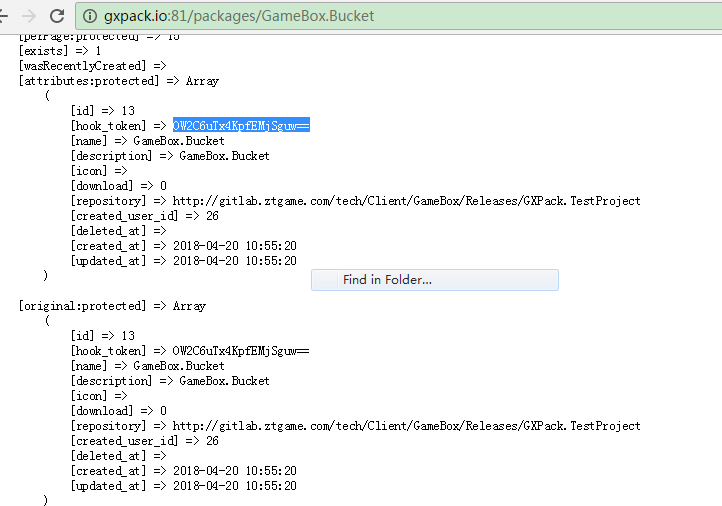 gxpack.io:81/packages/GameBox.Bucket
[perPage:protected] => 15
[exists] => 1
[wasRecentlyCreated] =>
[attributes:protected] => Array
(
[id] => 13
[hook_token] => OW2C6uTx4KpfEMjSguw==
[name] => GameBox.Bucket
[description] => GameBox.Bucket
[icon] =>
[download] => 0
[repository] => http://gitlab.ztgame.com/tech/Client/GameBox/Releases/GXPack.TestProject
[created_user_id] => 26
[deleted_at] =>
[created_at] => 2018-04-20 10:55:20
[updated_at] => 2018-04-20 10:55:20
)
Find in Folder...
[original:protected] => Array
(
[id] => 13
[hook_token] => OW2C6uTx4KpfEMjSguw==
[name] => GameBox.Bucket
[description] => GameBox.Bucket
[icon] =>
[download] => 0
[repository] => http://gitlab.ztgame.com/tech/Client/GameBox/Releases/GXPack.TestProject
[created_user_id] => 26
[deleted_at] =>
[created_at] => 2018-04-20 10:55:20
[updated_at] => 2018-04-20 10:55:20
)